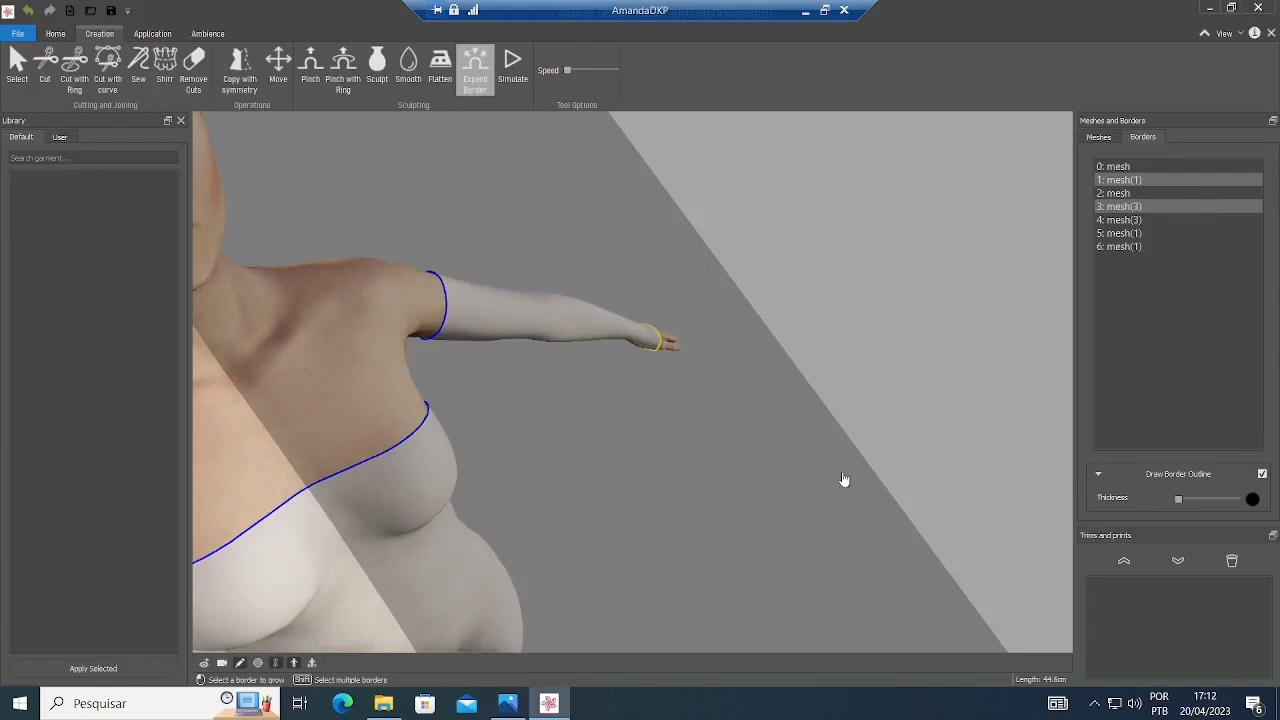 AmandaDKP
File
Home
Creation
Application
Ambience
View
Select
Cut
Cut with
Ring
Cut with
curve
Sew
Shirr
Remove
Cuts
Copy with
symmetry
Move
Pinch
Pinch with
Ring
Sculpt
Smooth
Flatten
Expand
Border
Simulate
Speed
Cutting and Joining
Operations
Sculpting
Tool Options
Library
Default
User
Search garment...
Apply Selected
Meshes and Borders
Meshes
Borders
0: mesh
1: mesh(1)
2: mesh
3: mesh(3)
4: mesh(3)
5: mesh(1)
6: mesh(1)
Draw Border Outline
Thickness
Trims and prints
Select a border to grow
Shift
Select multiple borders
Length: 44.6cm
Pesquisar
POR
PTB
17:12
20/04/2023
6